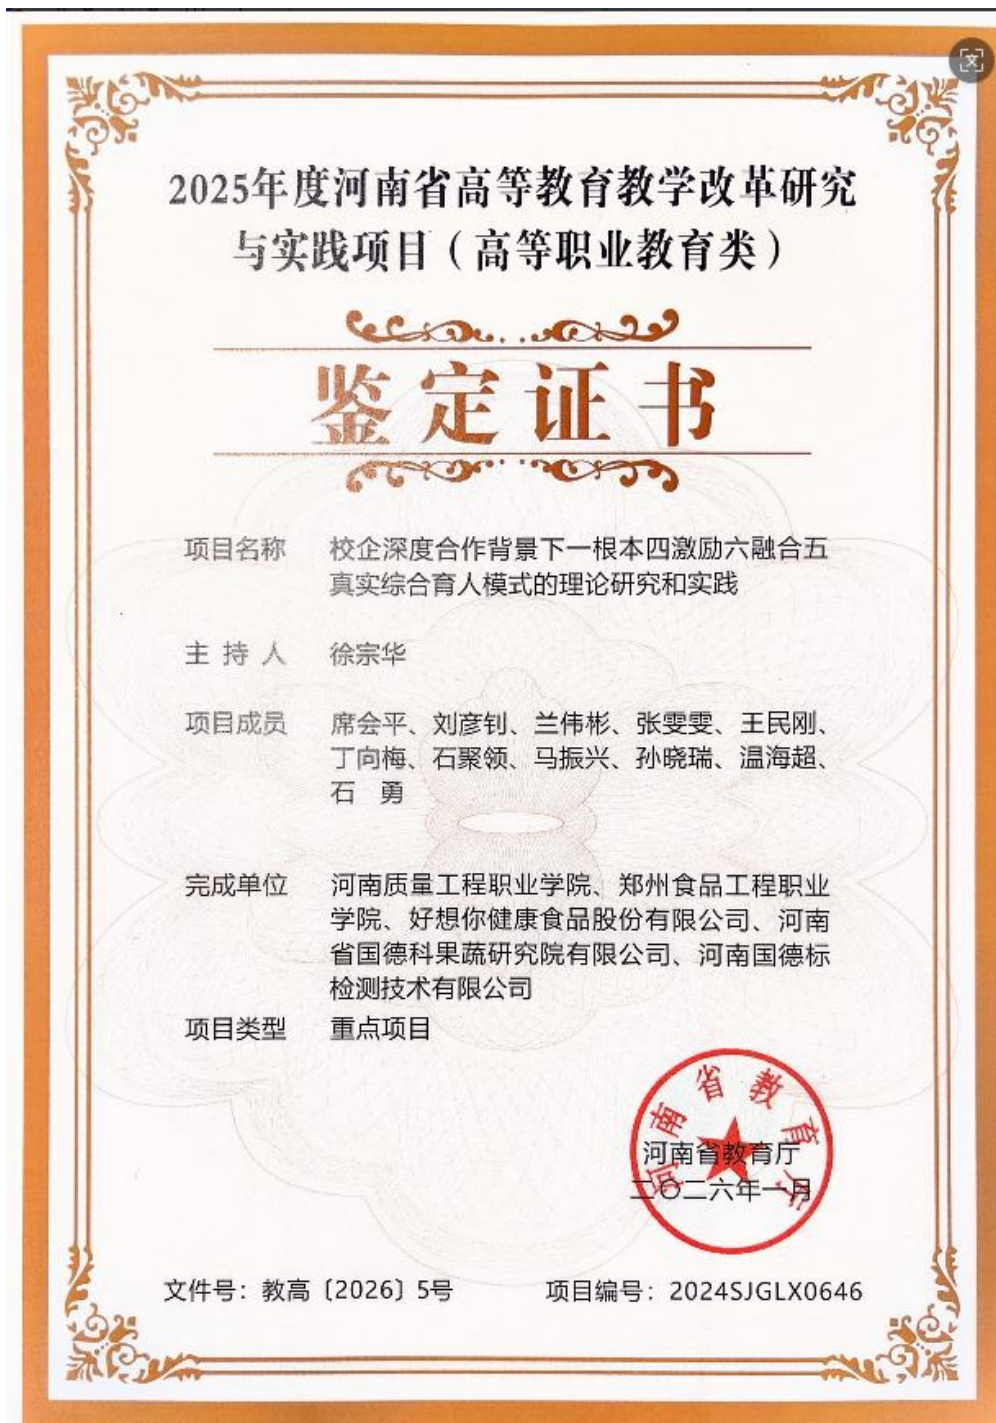 2025年度河南省高等教育教学改革研究
与实践项目（高等职业教育类）
鉴定证书
项目名称 校企深度合作背景下一根本四激励六融合五
真实综合育人模式的理论研究和实践
主持人 徐宗华
项目成员 席会平、刘彦钊、兰伟彬、张雯雯、王民刚、
丁向梅、石聚领、马振兴、孙晓瑞、温海超、
石 勇
完成单位 河南质量工程职业学院、郑州食品工程职业
学院、好想你健康食品股份有限公司、河南
省国德科果蔬研究院有限公司、河南国德标
检测技术有限公司
项目类型 重点项目
河南省教育厅
河南省教育厅
二〇二六年一月
文件号：教高〔2026〕5号 项目编号：2024SJGLX0646